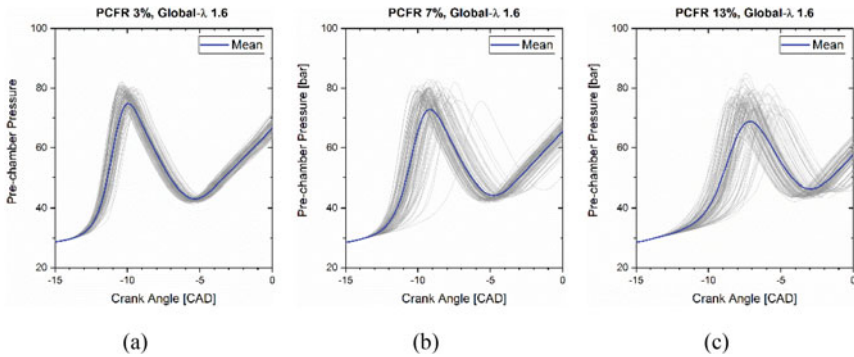 PCFR 3%, Global-λ 1.6
Mean
Pre-chamber Pressure
100
80
60
40
20
-15
-10
-5
0
Crank Angle [CAD]
(a)
PCFR 7%, Global-λ 1.6
Mean
Pre-chamber Pressure [bar]
100
80
60
40
20
-15
-10
-5
0
Crank Angle [CAD]
(b)
PCFR 13%, Global-λ 1.6
Mean
Pre-chamber Pressure [bar]
100
80
60
40
20
-15
-10
-5
0
Crank Angle [CAD]
(c)